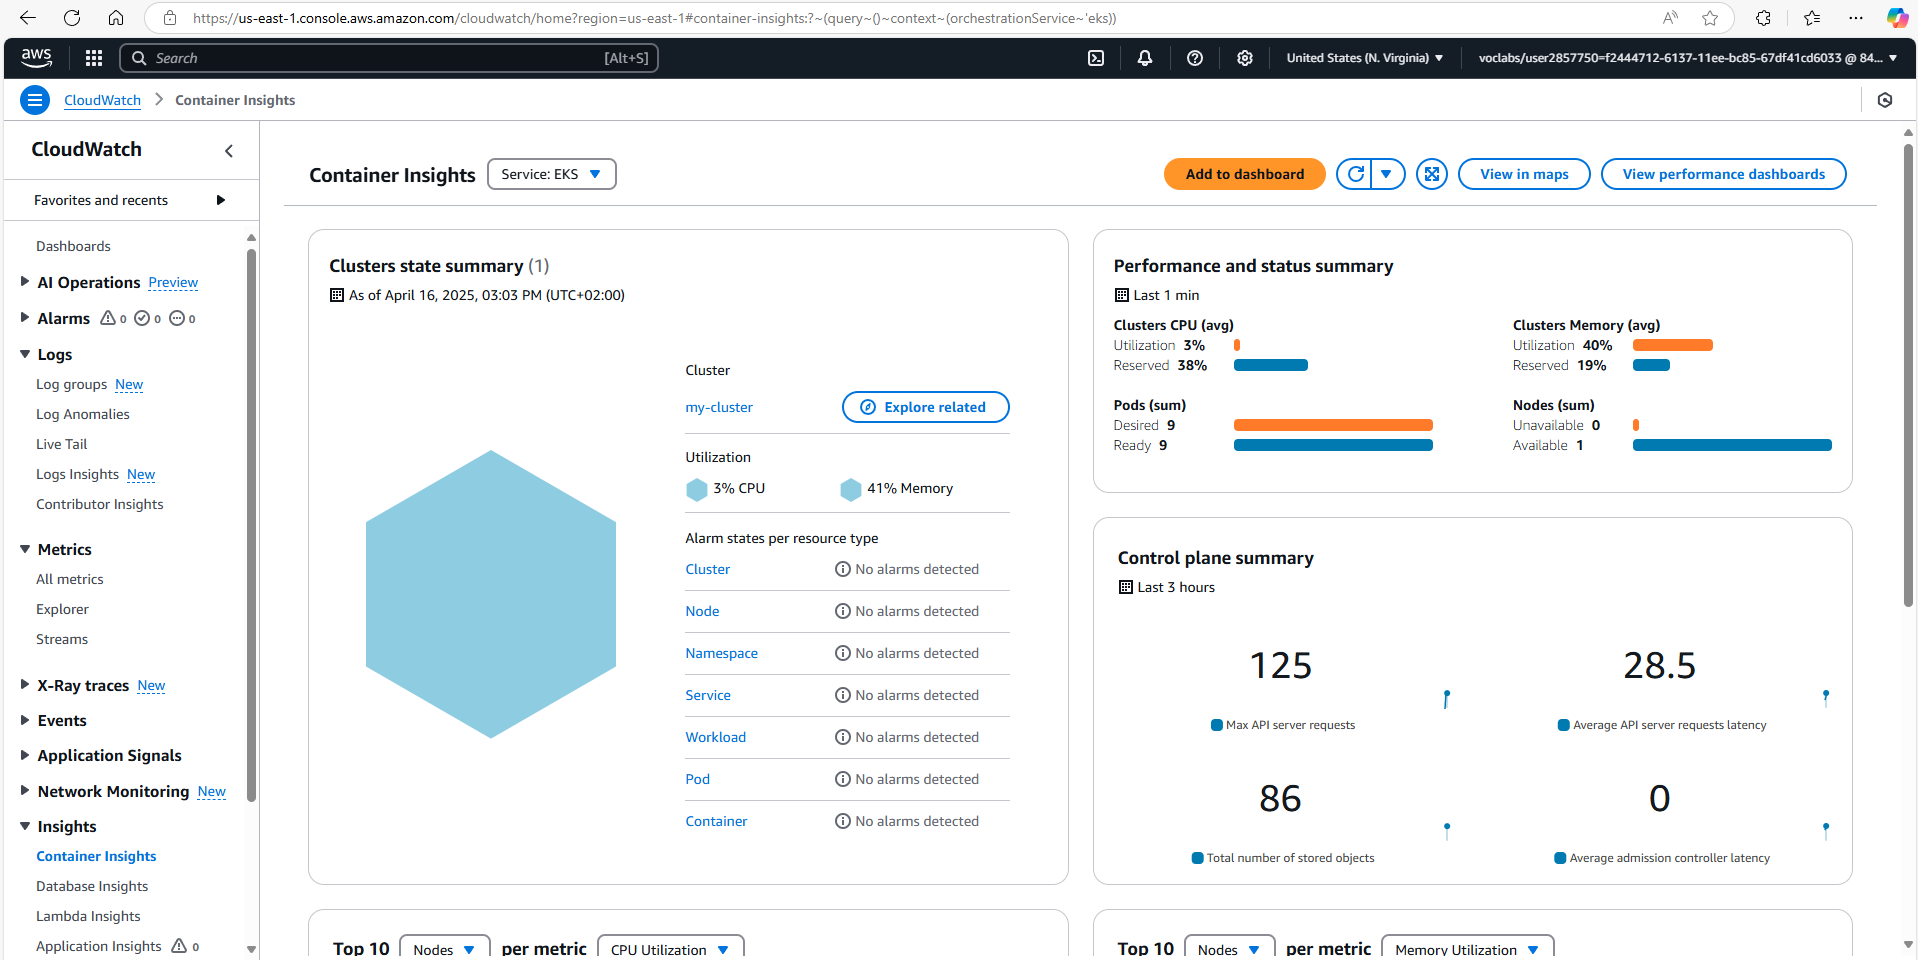 https://us-east-1.console.aws.amazon.com/cloudwatch/home?region=us-east-1#container-insights:?~(query~()~context~(orchestrationService~'eks))
aws
Search
[Alt+S]
United States (N. Virginia)
voclabs/user2857750=f2444712-6137-11ee-bc85-67df41cd6033 @ 84...
CloudWatch
Container Insights
CloudWatch
Favorites and recents
Dashboards
AI Operations Preview
Alarms 0 0 0
Logs
Log groups New
Log Anomalies
Live Tail
Logs Insights New
Contributor Insights
Metrics
All metrics
Explorer
Streams
X-Ray traces New
Events
Application Signals
Network Monitoring New
Insights
Container Insights
Database Insights
Lambda Insights
Application Insights 0
Container Insights
Service: EKS
Add to dashboard
View in maps
View performance dashboards
Clusters state summary (1)
As of April 16, 2025, 03:03 PM (UTC+02:00)
Cluster
my-cluster
Explore related
Utilization
3% CPU
41% Memory
Alarm states per resource type
Cluster No alarms detected
Node No alarms detected
Namespace No alarms detected
Service No alarms detected
Workload No alarms detected
Pod No alarms detected
Container No alarms detected
Performance and status summary
Last 1 min
Clusters CPU (avg)
Utilization 3%
Reserved 38%
Clusters Memory (avg)
Utilization 40%
Reserved 19%
Pods (sum)
Desired 9
Ready 9
Nodes (sum)
Unavailable 0
Available 1
Control plane summary
Last 3 hours
125
Max API server requests
28.5
Average API server requests latency
86
Total number of stored objects
0
Average admission controller latency
Top 10 Nodes per metric CPU Utilization
Top 10 Nodes per metric Memory Utilization